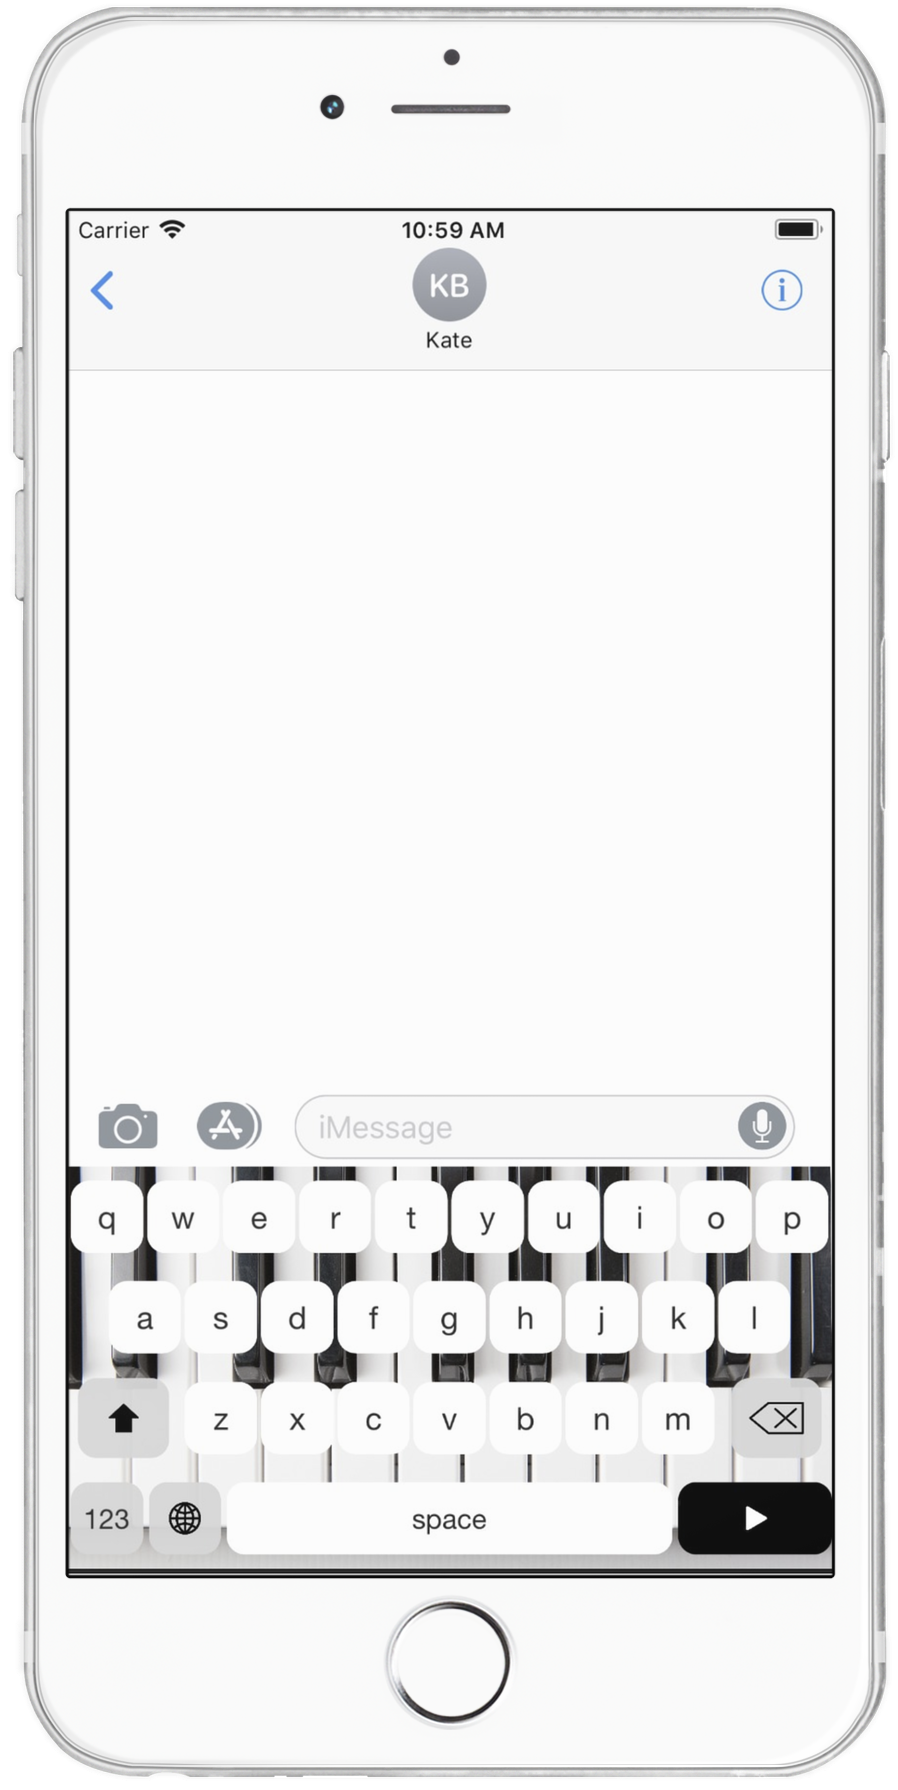 Carrier 10:59 AM
KB
Kate
iMessage
q w e r t y u i o p
a s d f g h j k l
z x c v b n m
123 space